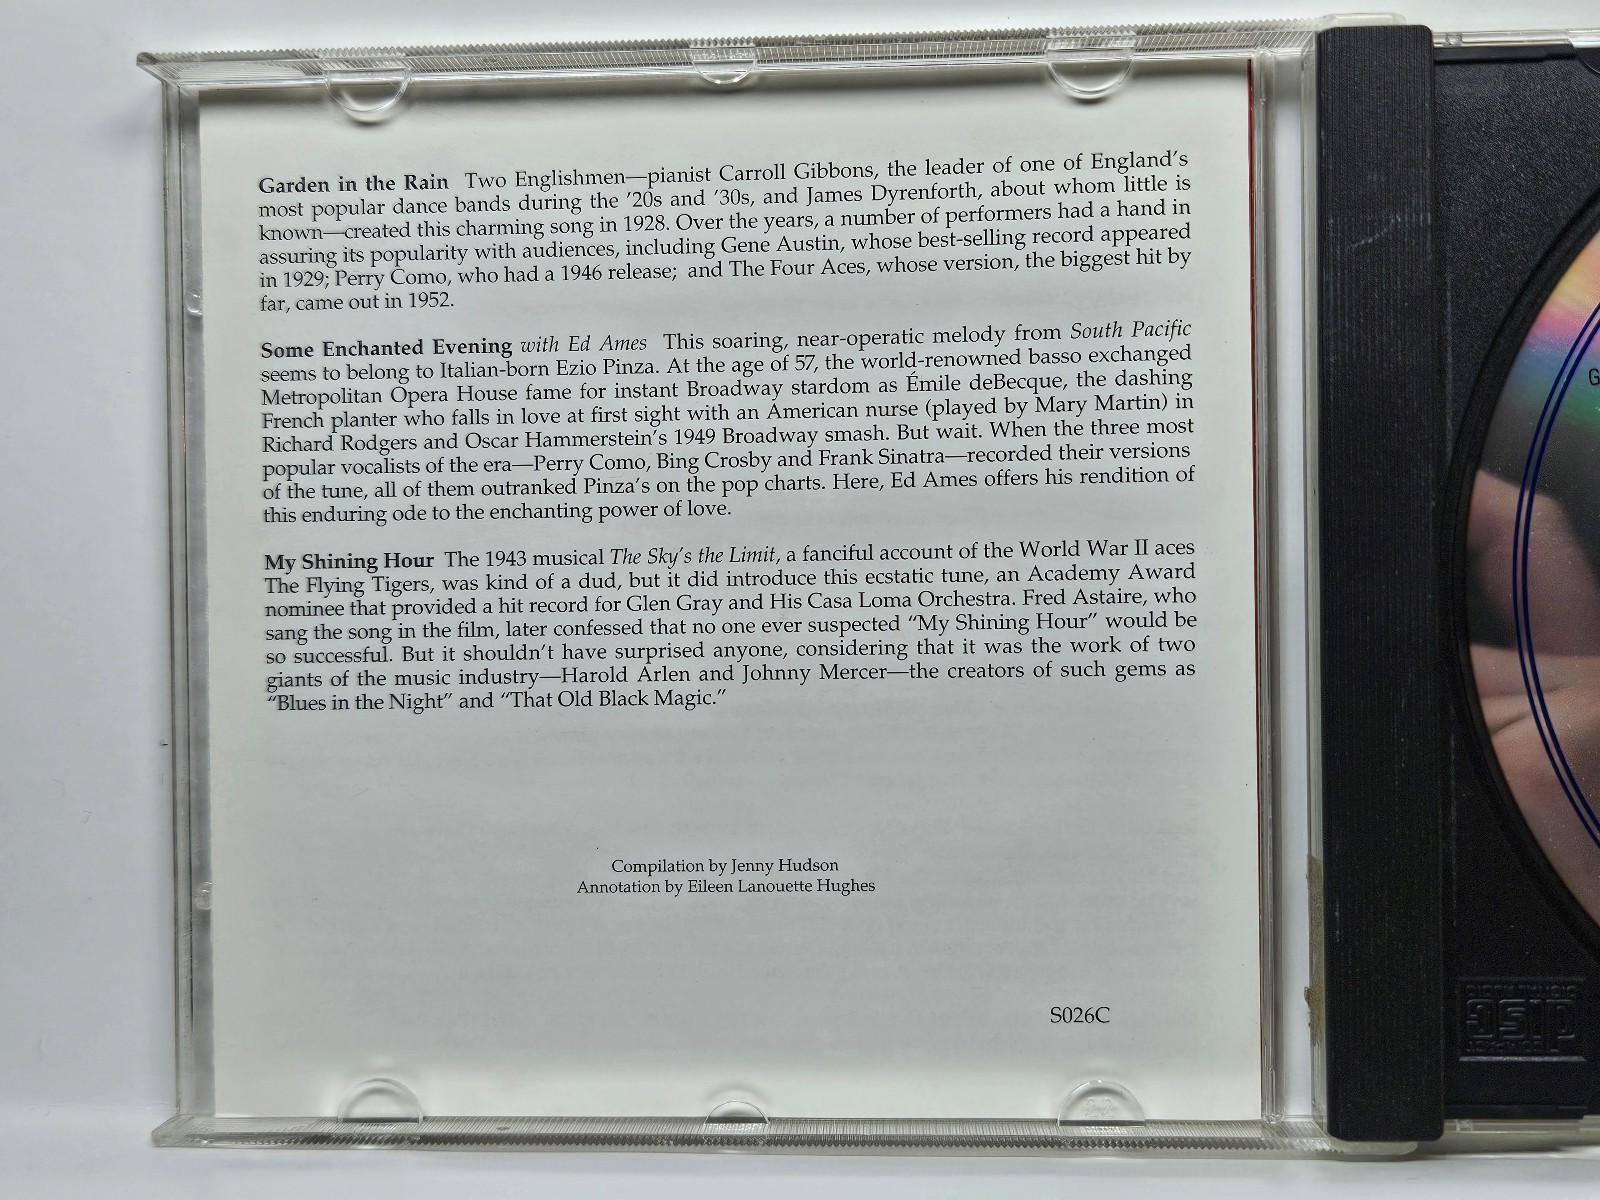 Garden in the Rain Two Englishmen—pianist Carroll Gibbons, the leader of one of England's
most popular dance bands during the '20s and '30s, and James Dyrenforth, about whom little is
known—created this charming song in 1928. Over the years, a number of performers had a hand in
assuring its popularity with audiences, including Gene Austin, whose best-selling record appeared
in 1929; Perry Como, who had a 1946 release; and The Four Aces, whose version, the biggest hit by
far, came out in 1952.
Some Enchanted Evening with Ed Ames This soaring, near-operatic melody from South Pacific
seems to belong to Italian-born Ezio Pinza. At the age of 57, the world-renowned basso exchanged
Metropolitan Opera House fame for instant Broadway stardom as Émile deBecque, the dashing
French planter who falls in love at first sight with an American nurse (played by Mary Martin) in
Richard Rodgers and Oscar Hammerstein's 1949 Broadway smash. But wait. When the three most
popular vocalists of the era—Perry Como, Bing Crosby and Frank Sinatra—recorded their versions
of the tune, all of them outranked Pinza's on the pop charts. Here, Ed Ames offers his rendition of
this enduring ode to the enchanting power of love.
My Shining Hour The 1943 musical The Sky's the Limit, a fanciful account of the World War II aces
The Flying Tigers, was kind of a dud, but it did introduce this ecstatic tune, an Academy Award
nominee that provided a hit record for Glen Gray and His Casa Loma Orchestra. Fred Astaire, who
sang the song in the film, later confessed that no one ever suspected "My Shining Hour" would be
so successful. But it shouldn't have surprised anyone, considering that it was the work of two
giants of the music industry—Harold Arlen and Johnny Mercer—the creators of such gems as
"Blues in the Night" and "That Old Black Magic."
Compilation by Jenny Hudson
Annotation by Eileen Lanouette Hughes
S026C
G